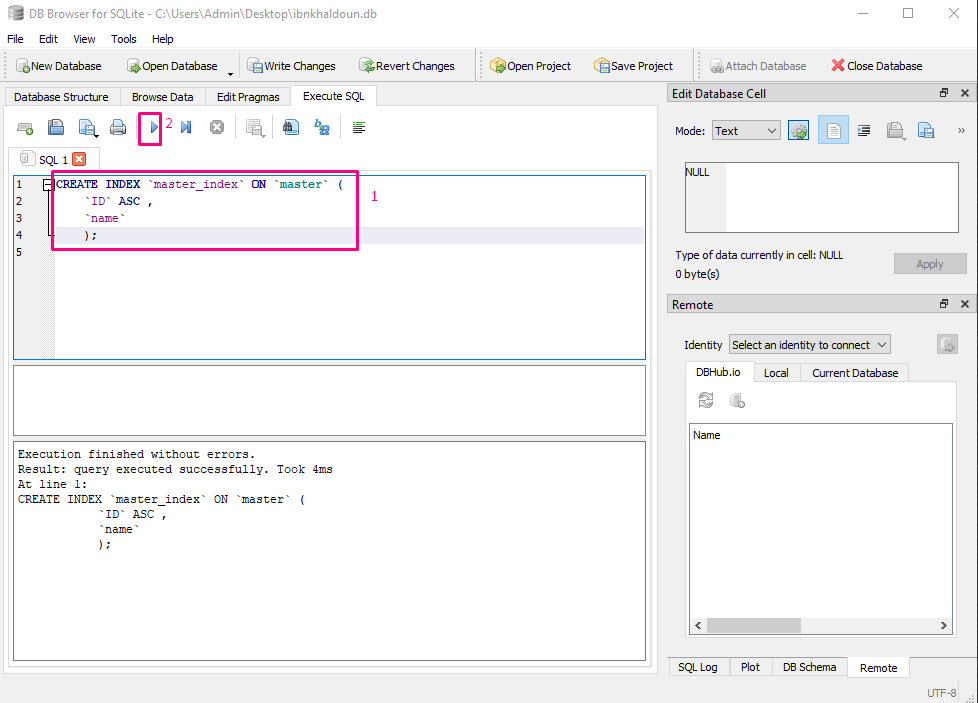 DB Browser for SQLite - C:\Users\Admin\Desktop\ibnkhaldoun.db
File Edit View Tools Help
New Database Open Database Write Changes Revert Changes Open Project Save Project Attach Database Close Database
Database Structure Browse Data Edit Pragmas Execute SQL
2
SQL 1
1 CREATE INDEX `master_index` ON `master` (
2 `ID` ASC ,
3 `name`
4 );
5
1
Execution finished without errors.
Result: query executed successfully. Took 4ms
At line 1:
CREATE INDEX `master_index` ON `master` (
`ID` ASC ,
`name`
);
Edit Database Cell
Mode: Text »
NULL
Type of data currently in cell: NULL
0 byte(s)
Apply
Remote
Identity Select an identity to connect
DBHub.io Local Current Database
Name
SQL Log Plot DB Schema Remote
UTF-8